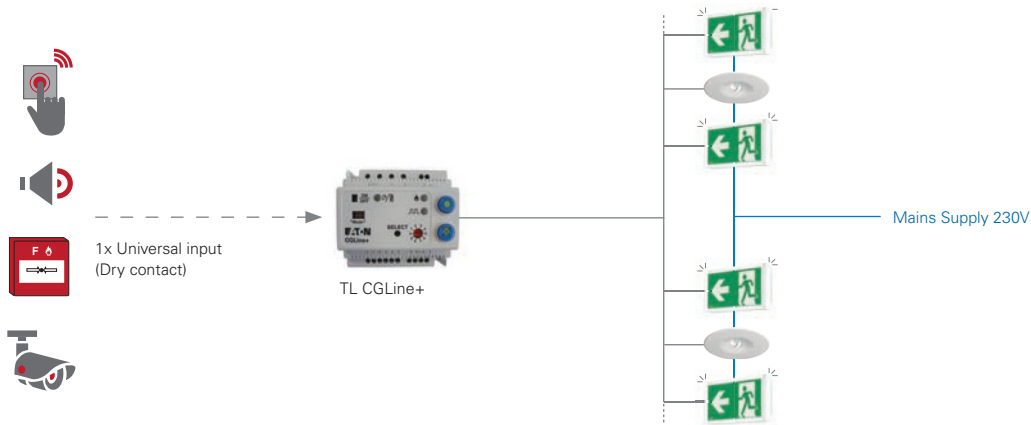 F
1x Universal input
(Dry contact)
SELECT
EATON
CGLine+
TL CGLine+
Mains Supply 230V